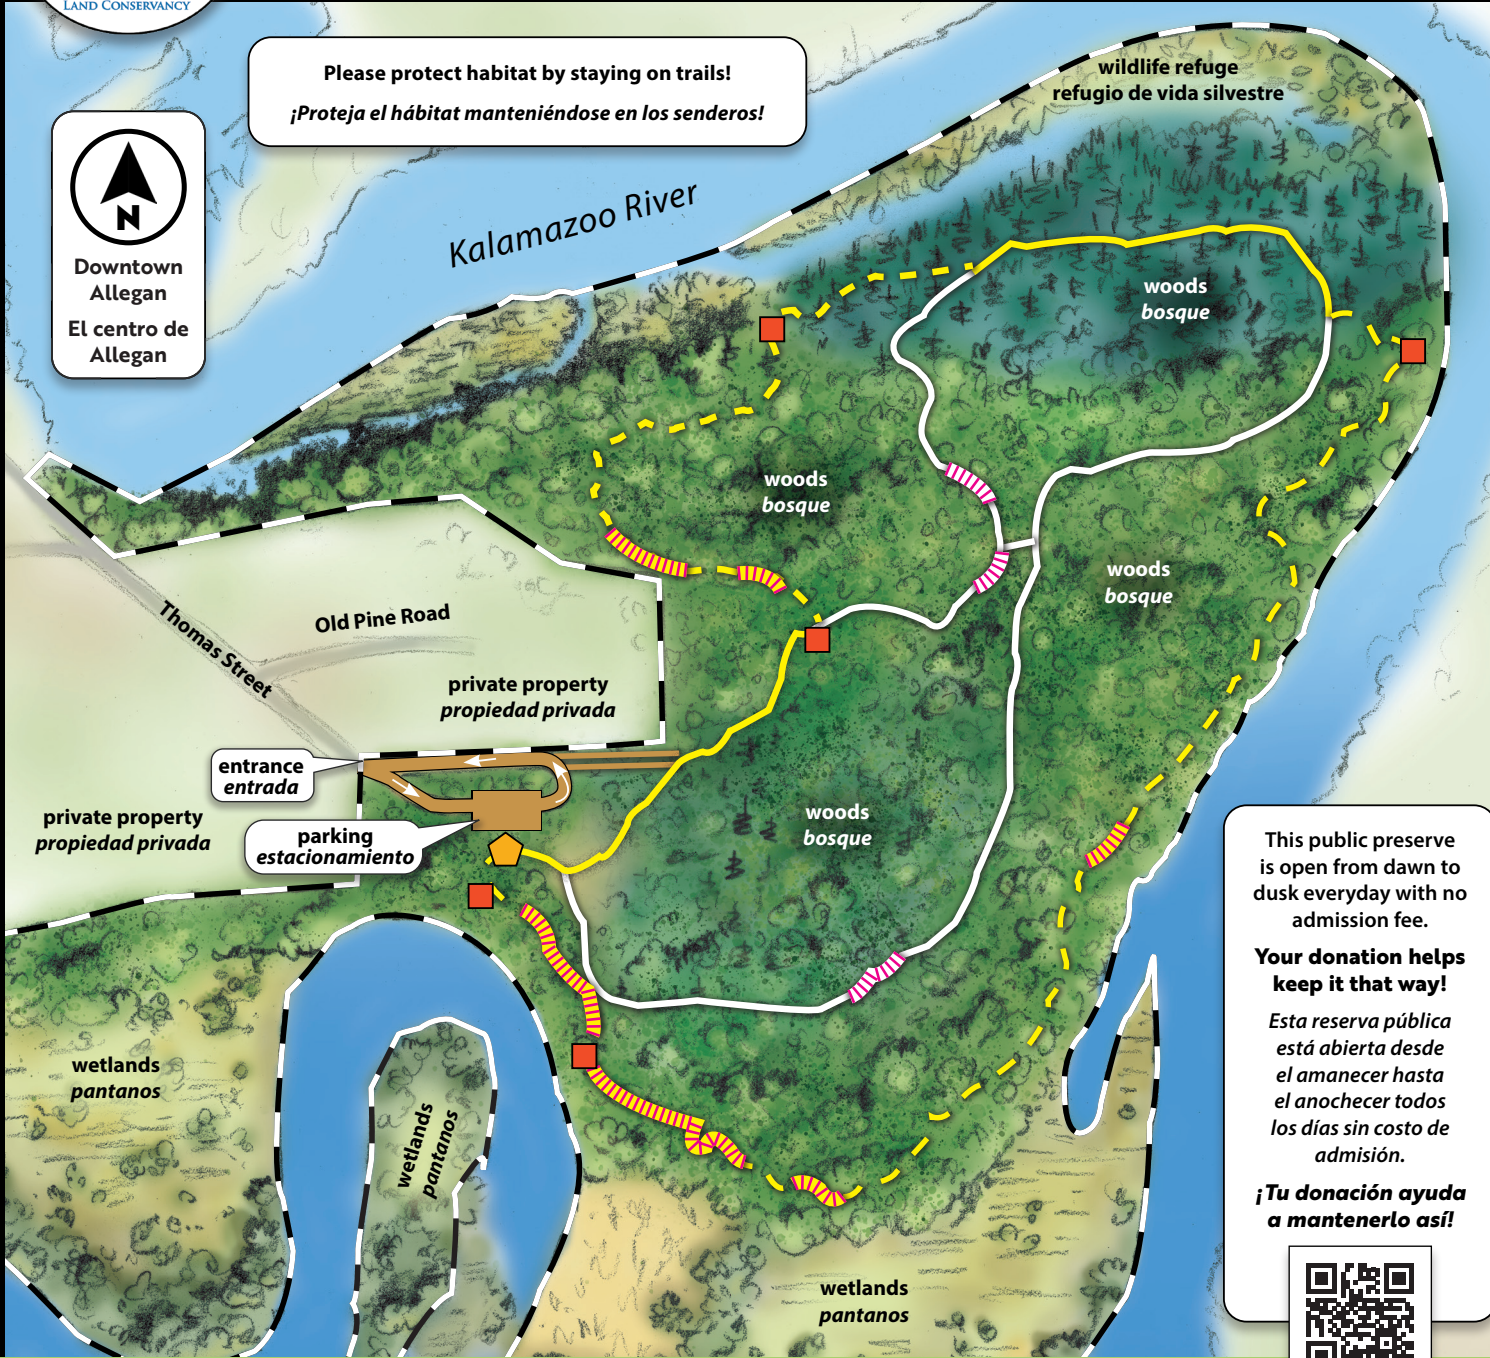 LAND CONSERVANCY
Please protect habitat by staying on trails!
¡Proteja el hábitat manteniéndose en los senderos!
wildlife refuge
refugio de vida silvestre
N
Downtown
Allegan
El centro de
Allegan
Kalamazoo River
woods
bosque
woods
bosque
woods
bosque
Thomas Street
Old Pine Road
private property
propiedad privada
entrance
entrada
private property
propiedad privada
parking
estacionamiento
woods
bosque
wetlands
pantanos
wetlands
pantanos
wetlands
pantanos
This public preserve
is open from dawn to
dusk everyday with no
admission fee.
Your donation helps
keep it that way!
Esta reserva pública
está abierta desde
el amanecer hasta
el anochecer todos
los días sin costo de
admisión.
¡Tu donación ayuda
a mantenerlo así!